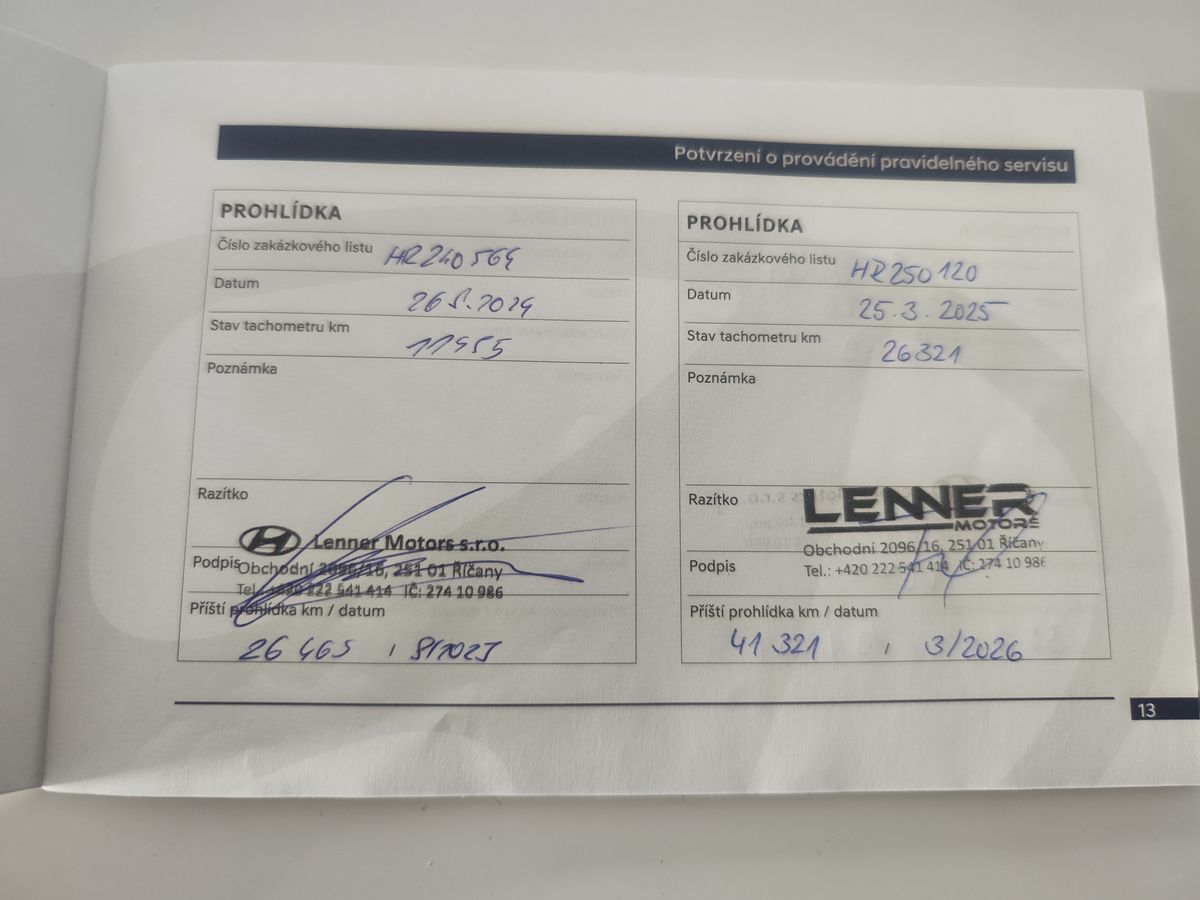 Potvrzení o provádění pravidelného servisu
PROHLÍDKA
Číslo zakázkového listu HR240564
Datum 26.8.2024
Stav tachometru km 11455
Poznámka
Razítko
Lenner Motors s.r.o.
Podpis
Obchodní 2096/16, 251 01 Říčany
Tel.: +420 222 541 414 IČ: 274 10 986
Příští prohlídka km / datum
26 465 / 8/2025
PROHLÍDKA
Číslo zakázkového listu HR250120
Datum 25.3.2025
Stav tachometru km 26321
Poznámka
Razítko
LENNER
MOTORS
Obchodní 2096/16, 251 01 Říčany
Podpis
Tel.: +420 222 541 414 IČ: 274 10 986
Příští prohlídka km / datum
41 321 / 3/2026
13